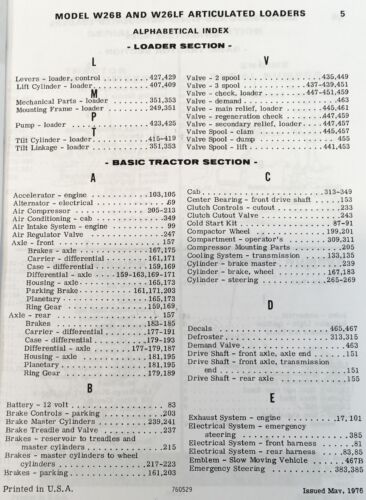 MODEL W26B AND W26LF ARTICULATED LOADERS 5
ALPHABETICAL INDEX
- LOADER SECTION -
L
Levers - loader, control . . . . . . . . . . . 427,429
Lift Cylinder - loader . . . . . . . . . . . . 407,409
M
Mechanical Parts - loader . . . . . . . . . . 351,353
Mounting Frame - loader . . . . . . . . . . . 249,351
P
Pump - loader . . . . . . . . . . . . . . . . 423,425
T
Tilt Cylinder - loader . . . . . . . . . . . . 415-419
Tilt Linkage - loader . . . . . . . . . . . . 351,353
V
Valve - 2 spool . . . . . . . . . . . . . . . 435,449
Valve - 3 spool . . . . . . . . . . . . . 437-439,451
Valve - check, loader . . . . . . . . . . 447-451,459
Valve - demand . . . . . . . . . . . . . . . . . . 463
Valve - main relief, loader . . . . . . . . . 445,461
Valve - regeneration check . . . . . . . . . . 447,459
Valve - secondary relief, loader . . . . . . . 447,457
Valve Spool - clam . . . . . . . . . . . . . . 445,457
Valve Spool - dump . . . . . . . . . . . . . . . . 455
Valve Spool - lift . . . . . . . . . . . . . . 441,453
- BASIC TRACTOR SECTION -
A
Accelerator - engine . . . . . . . . . . . . . 103,105
Alternator - electrical . . . . . . . . . . . . . . 69
Air Compressor . . . . . . . . . . . . . . . . 205-213
Air Conditioning - cab . . . . . . . . . . . . . . 349
Air Intake System - engine . . . . . . . . . . . . 99
Air Regulator Valve . . . . . . . . . . . . . . . 247
Axle - front . . . . . . . . . . . . . . . . . . . 157
Brakes - axle . . . . . . . . . . . . . . . . 167,175
Carrier - differential . . . . . . . . . . . . 161,171
Case - differential . . . . . . . . . . . . . 159,169
Differential - axle . . . . . . . . . 159-163,169-171
Housing - axle . . . . . . . . . . . . . . . . 165,173
Parking Brake . . . . . . . . . . . . . . 161,171,203
Planetary . . . . . . . . . . . . . . . . . . 165,173
Ring Gear . . . . . . . . . . . . . . . . . . 159,169
Axle - rear . . . . . . . . . . . . . . . . . . . 157
Brakes . . . . . . . . . . . . . . . . . . . . 183-185
Carrier - differential . . . . . . . . . . . . 177-191
Case - differential . . . . . . . . . . . . . 179-193
Differential - axle . . . . . . . . . . . 177-179,187
Housing - axle . . . . . . . . . . . . . . . . 181,195
Planetary . . . . . . . . . . . . . . . . . . 181,195
Ring Gear . . . . . . . . . . . . . . . . . . 179,189
B
Battery - 12 volt . . . . . . . . . . . . . . . . . 83
Brake Controls - parking . . . . . . . . . . . . . 203
Brake Master Cylinders . . . . . . . . . . . . 239,241
Brake Treadle and Valve . . . . . . . . . . . . . 237
Brakes - reservoir to treadles and
master cylinders . . . . . . . . . . . . . . . . 215
Brakes - master cylinders to wheel
cylinders . . . . . . . . . . . . . . . . . . 217-223
Brakes - parking . . . . . . . . . . . . . . . 161,203
C
Cab . . . . . . . . . . . . . . . . . . . . . . 313-349
Center Bearing - front drive shaft . . . . . . . . 153
Clutch Controls - cutout . . . . . . . . . . . . . 233
Clutch Cutout Valve . . . . . . . . . . . . . . . 243
Cold Start Kit . . . . . . . . . . . . . . . . . 87-91
Compactor Wheel . . . . . . . . . . . . . . . 199,201
Compartment - operator's . . . . . . . . . . . 309,311
Compressor Mounting Parts . . . . . . . . . . . . 205
Cooling System - transmission . . . . . . . . 133,135
Cylinder - brake master . . . . . . . . . . . . . 239
Cylinder - brake, wheel . . . . . . . . . . . 167,183
Cylinder - steering . . . . . . . . . . . . . 265-269
D
Decals . . . . . . . . . . . . . . . . . . . . 465,467
Defroster . . . . . . . . . . . . . . . . . . 313,315
Demand Valve . . . . . . . . . . . . . . . . . . . 463
Drive Shaft - front axle, axle end . . . . . . . . 151
Drive Shaft - front axle, transmission
end . . . . . . . . . . . . . . . . . . . . . . . 151
Drive Shaft - rear axle . . . . . . . . . . . . . 155
E
Exhaust System - engine . . . . . . . . . . . . 17,101
Electrical System - emergency
steering . . . . . . . . . . . . . . . . . . . . . 385
Electrical System - front harness . . . . . . . . . 81
Electrical System - rear harness . . . . . . . . 83,85
Emblem - Slow Moving Vehicle . . . . . . . . . . 467B
Emergency Steering . . . . . . . . . . . . . . 383,385
Printed in U.S.A. 760529 Issued May, 1976